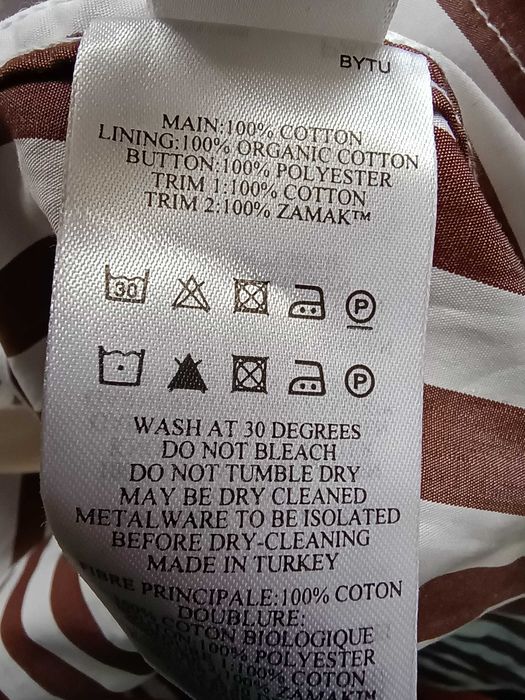 BYTU
MAIN:100% COTTON
LINING:100% ORGANIC COTTON
BUTTON:100% POLYESTER
TRIM 1:100% COTTON
TRIM 2:100% ZAMAK™
30 P
P
WASH AT 30 DEGREES
DO NOT BLEACH
DO NOT TUMBLE DRY
MAY BE DRY CLEANED
METALWARE TO BE ISOLATED
BEFORE DRY-CLEANING
MADE IN TURKEY
FIBRE PRINCIPALE:100% COTON
DOUBLURE:
COTON BIOLOGIQUE
100% POLYESTER
1:100% COTON